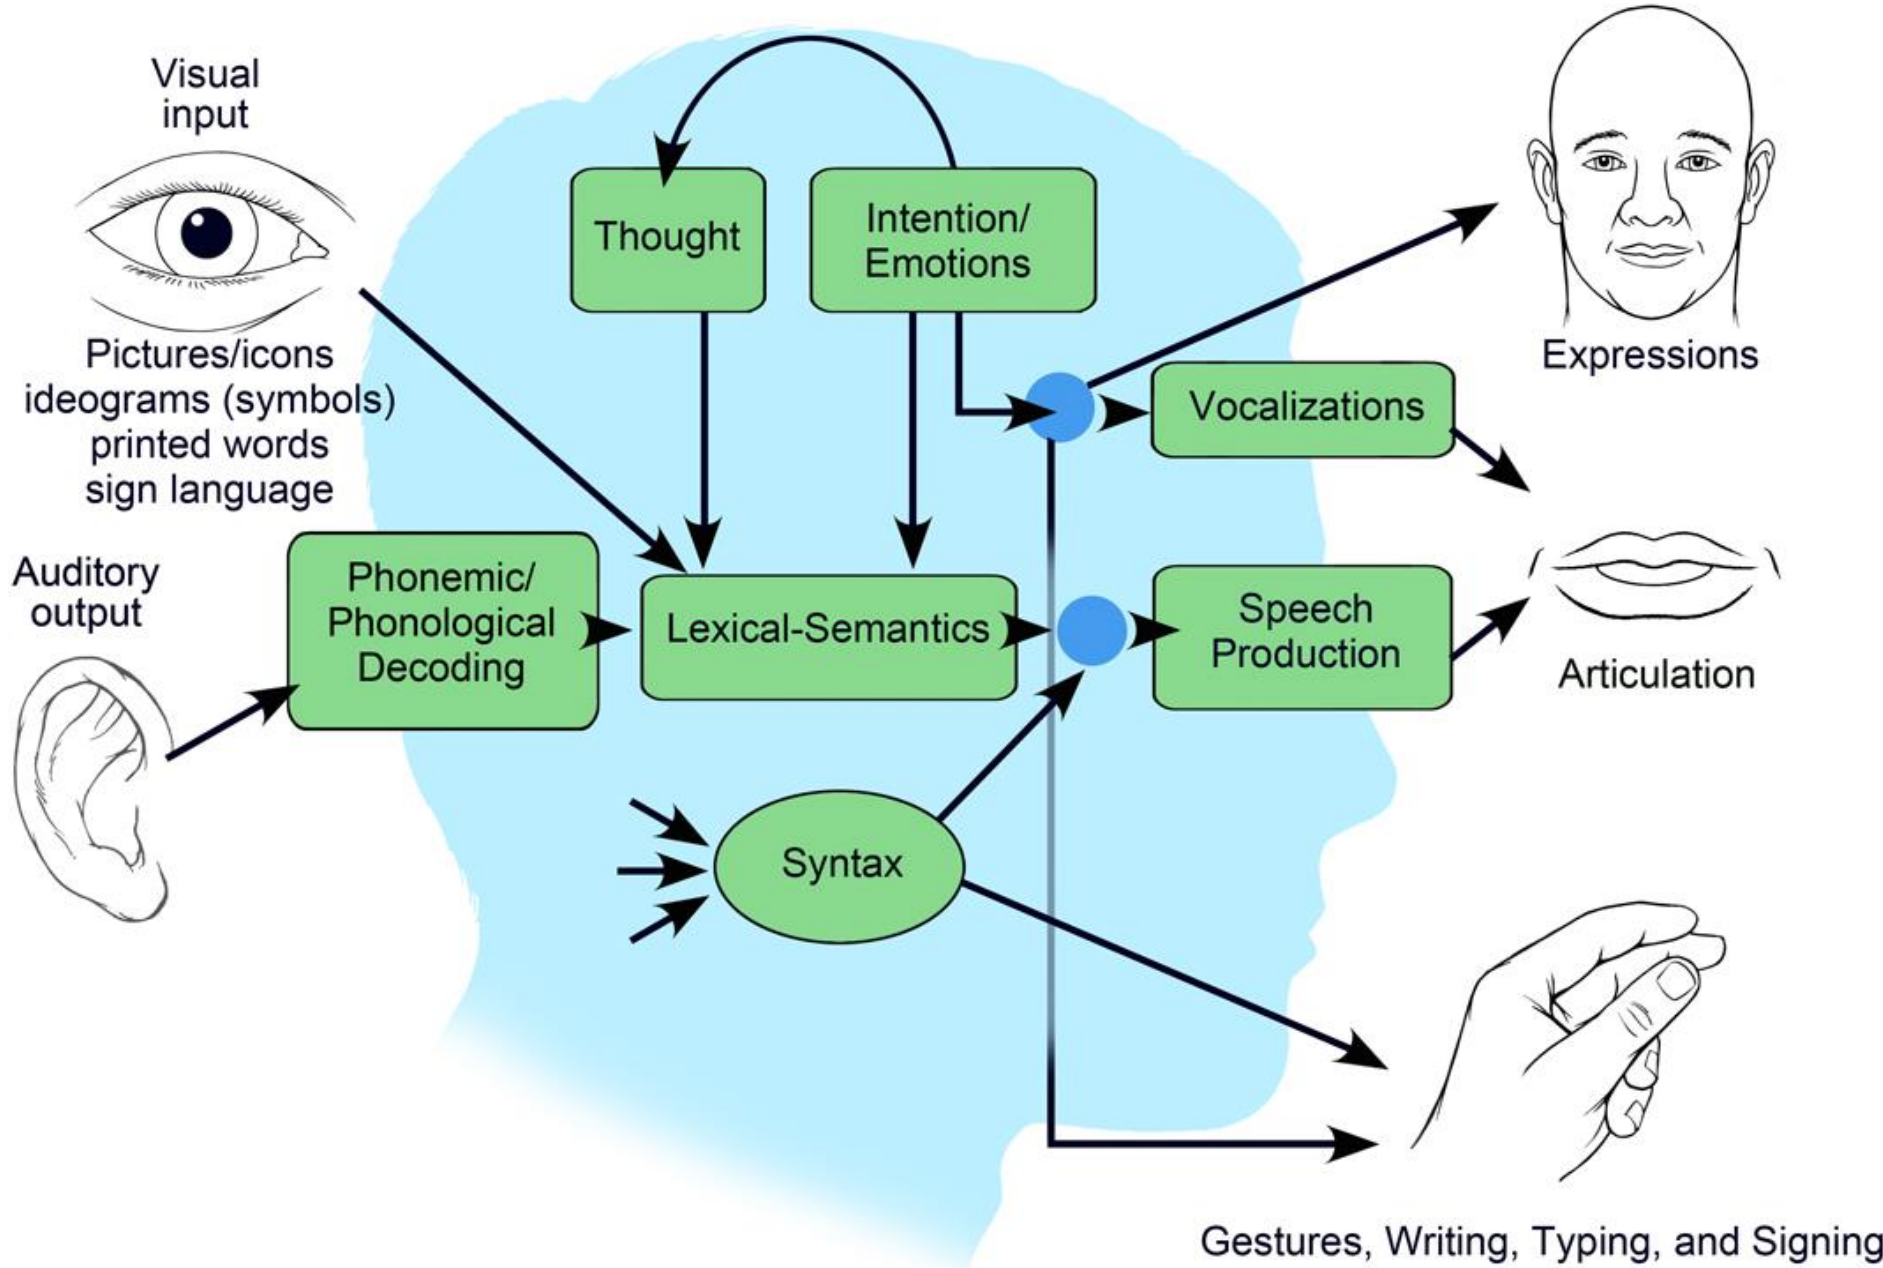 Visual
input
Pictures/icons
ideograms (symbols)
printed words
sign language
Auditory
output
Phonemic/
Phonological
Decoding
Thought
Intention/
Emotions
Lexical-Semantics
Syntax
Vocalizations
Speech
Production
Expressions
Articulation
Gestures, Writing, Typing, and Signing